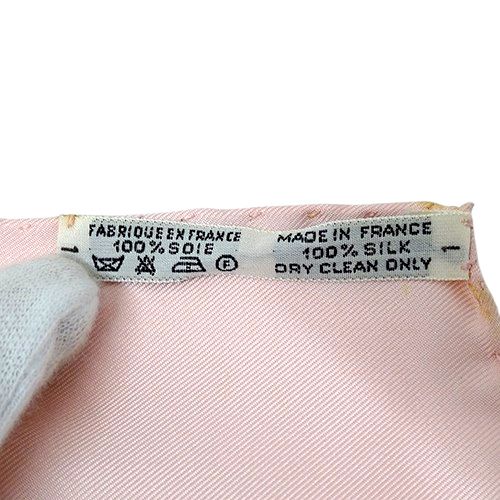 FABRIQUE EN FRANCE
100% SOIE
F
1
MADE IN FRANCE
100% SILK
DRY CLEAN ONLY
1